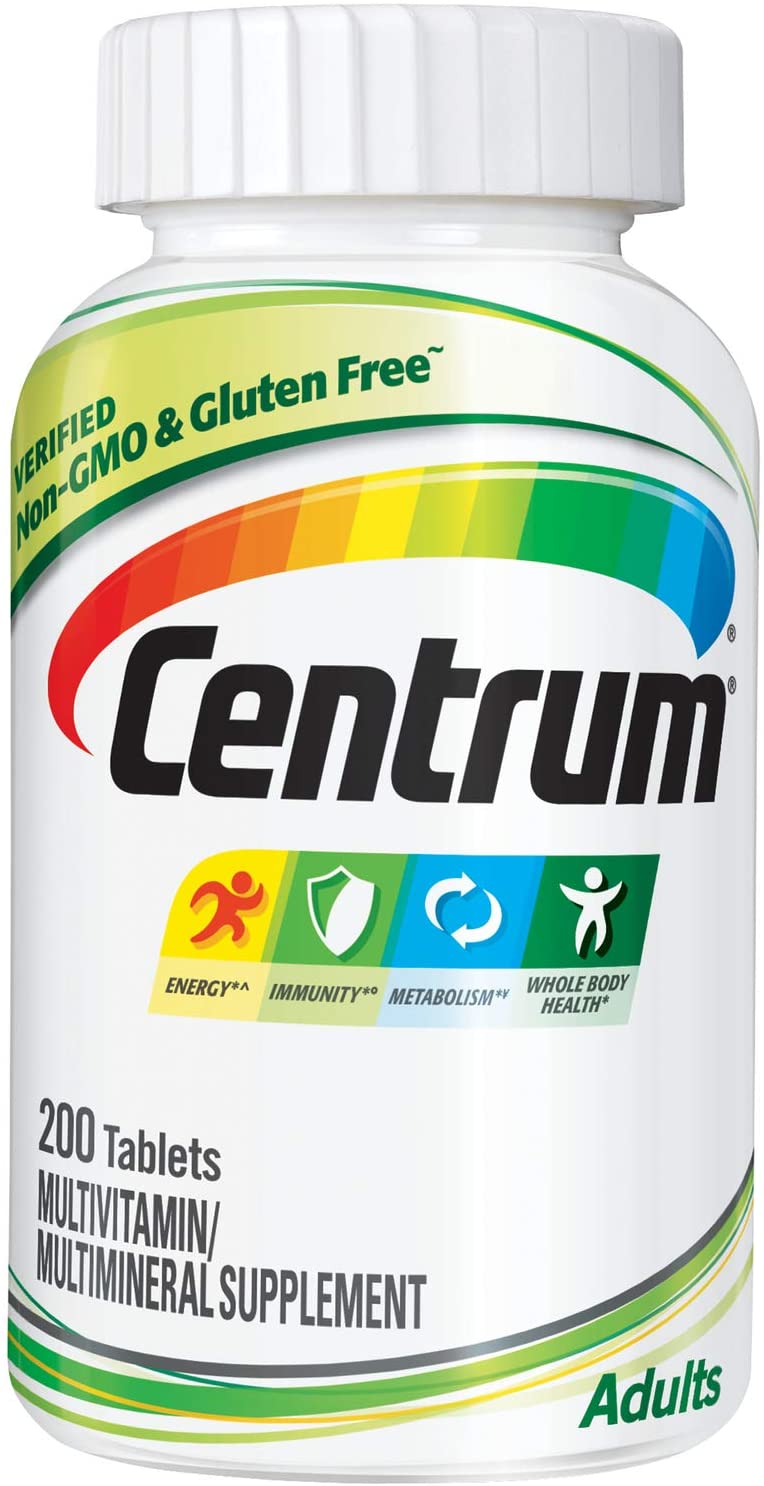 VERIFIED
Non-GMO & Gluten Free~
Centrum®
ENERGY*^
IMMUNITY*°
METABOLISM*¥
WHOLE BODY
HEALTH*
200 Tablets
MULTIVITAMIN/
MULTIMINERAL SUPPLEMENT
Adults